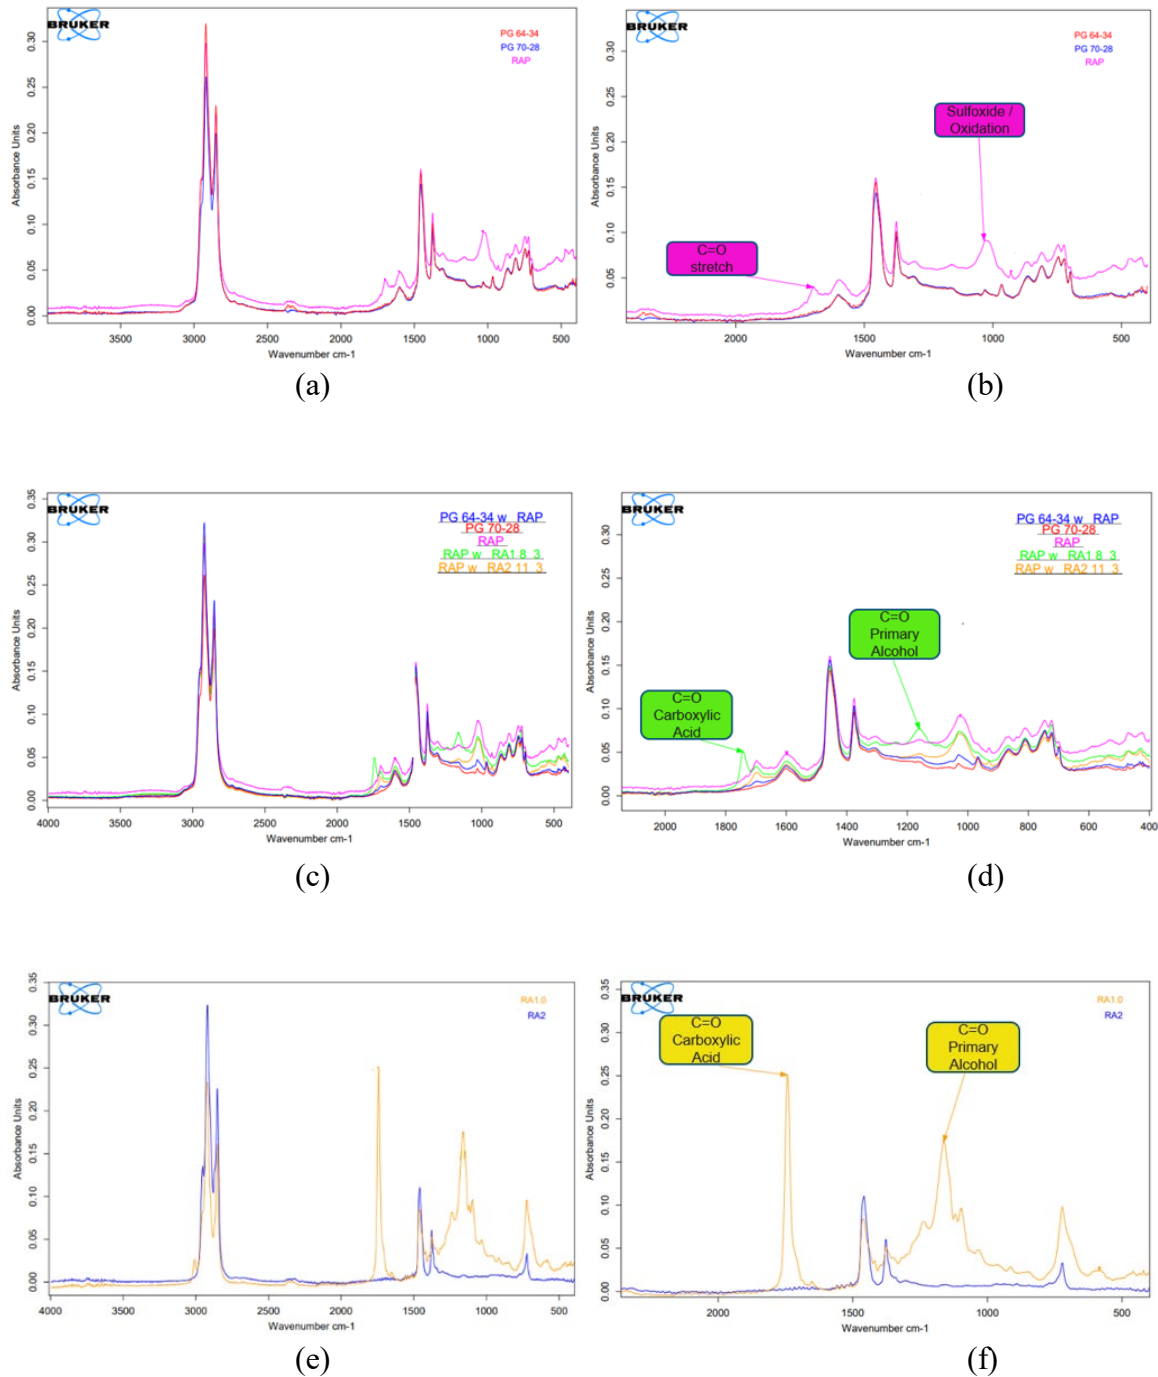 BRUKER
PG 64-34
PG 70-28
RAP
0.30
0.25
0.20
0.15
0.10
0.05
0.00
Absorbance Units
3500 3000 2500 2000 1500 1000 500
Wavenumber cm-1
(a)
BRUKER
PG 64-34
PG 70-28
RAP
Sulfoxide /
Oxidation
C=O
stretch
0.30
0.25
0.20
0.15
0.10
0.05
Absorbance Units
2000 1500 1000 500
Wavenumber cm-1
(b)
BRUKER
PG 64-34 w RAP
PG 70-28
RAP
RAP w RA1 8 3
RAP w RA2 11 3
0.35
0.30
0.25
0.20
0.15
0.10
0.05
0.00
Absorbance Units
4000 3500 3000 2500 2000 1500 1000 500
Wavenumber cm-1
(c)
BRUKER
PG 64-34 w RAP
PG 70-28
RAP
RAP w RA1 8 3
RAP w RA2 11 3
C=O
Primary
Alcohol
C=O
Carboxylic
Acid
0.35
0.30
0.25
0.20
0.15
0.10
0.05
0.00
Absorbance Units
2000 1800 1600 1400 1200 1000 800 600 400
Wavenumber cm-1
(d)
BRUKER
RA1.0
RA2
0.35
0.30
0.25
0.20
0.15
0.10
0.05
0.00
Absorbance Units
4000 3500 3000 2500 2000 1500 1000 500
Wavenumber cm-1
(e)
BRUKER
RA1.0
RA2
C=O
Carboxylic
Acid
C=O
Primary
Alcohol
0.35
0.30
0.25
0.20
0.15
0.10
0.05
0.00
Absorbance Units
2000 1500 1000 500
Wavenumber cm-1
(f)